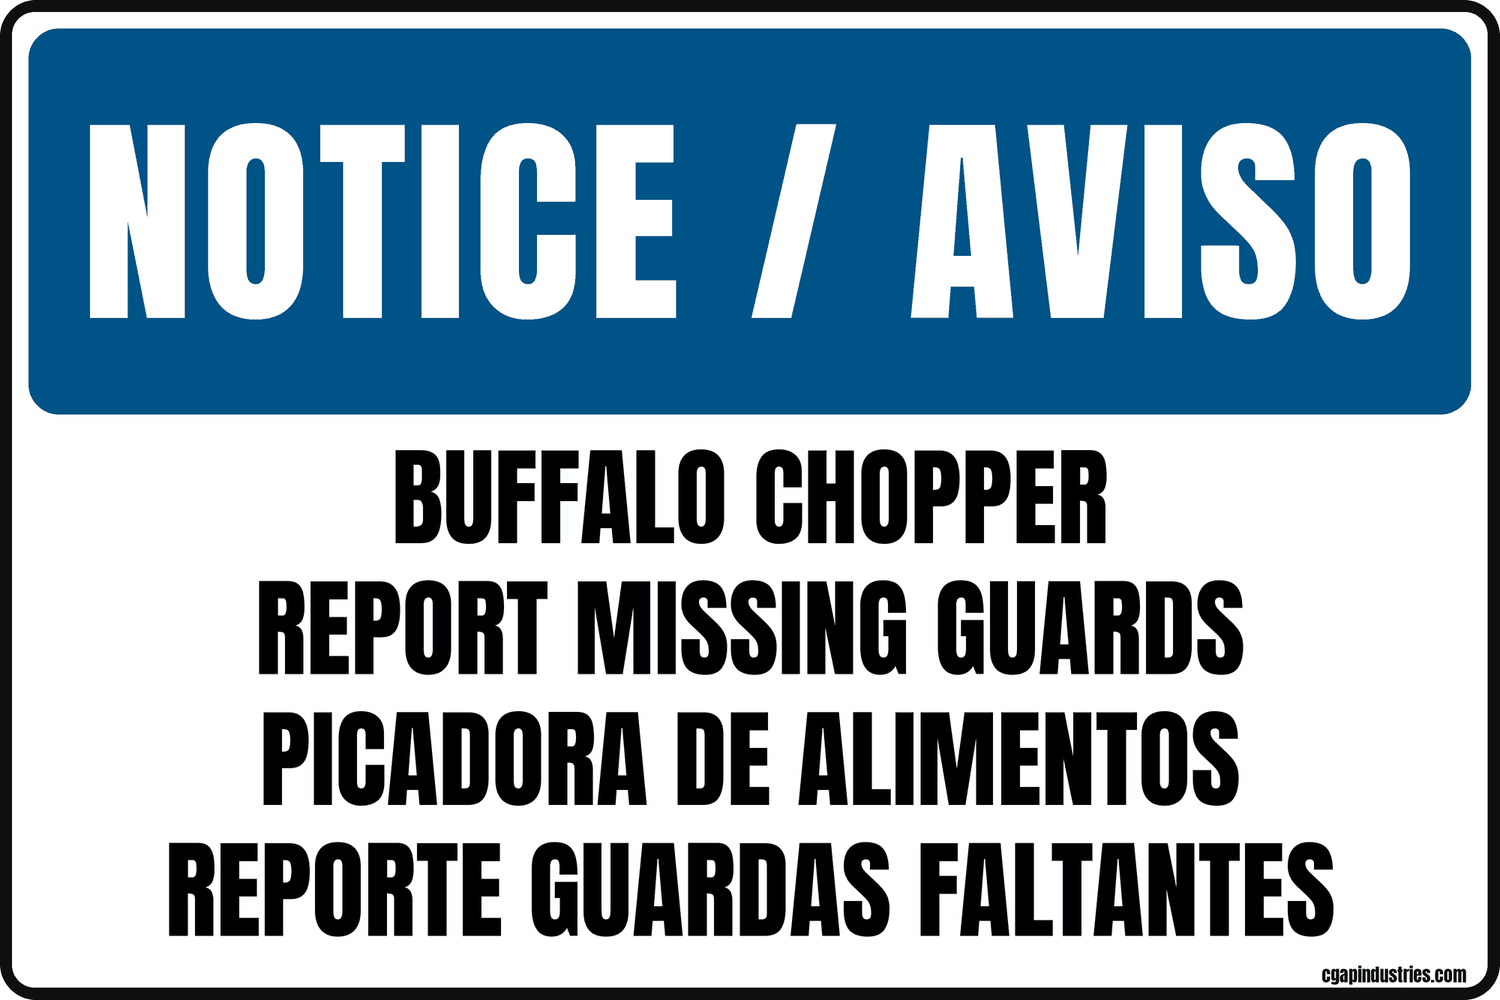 NOTICE / AVISO
BUFFALO CHOPPER
REPORT MISSING GUARDS
PICADORA DE ALIMENTOS
REPORTE GUARDAS FALTANTES
cgapindustries.com